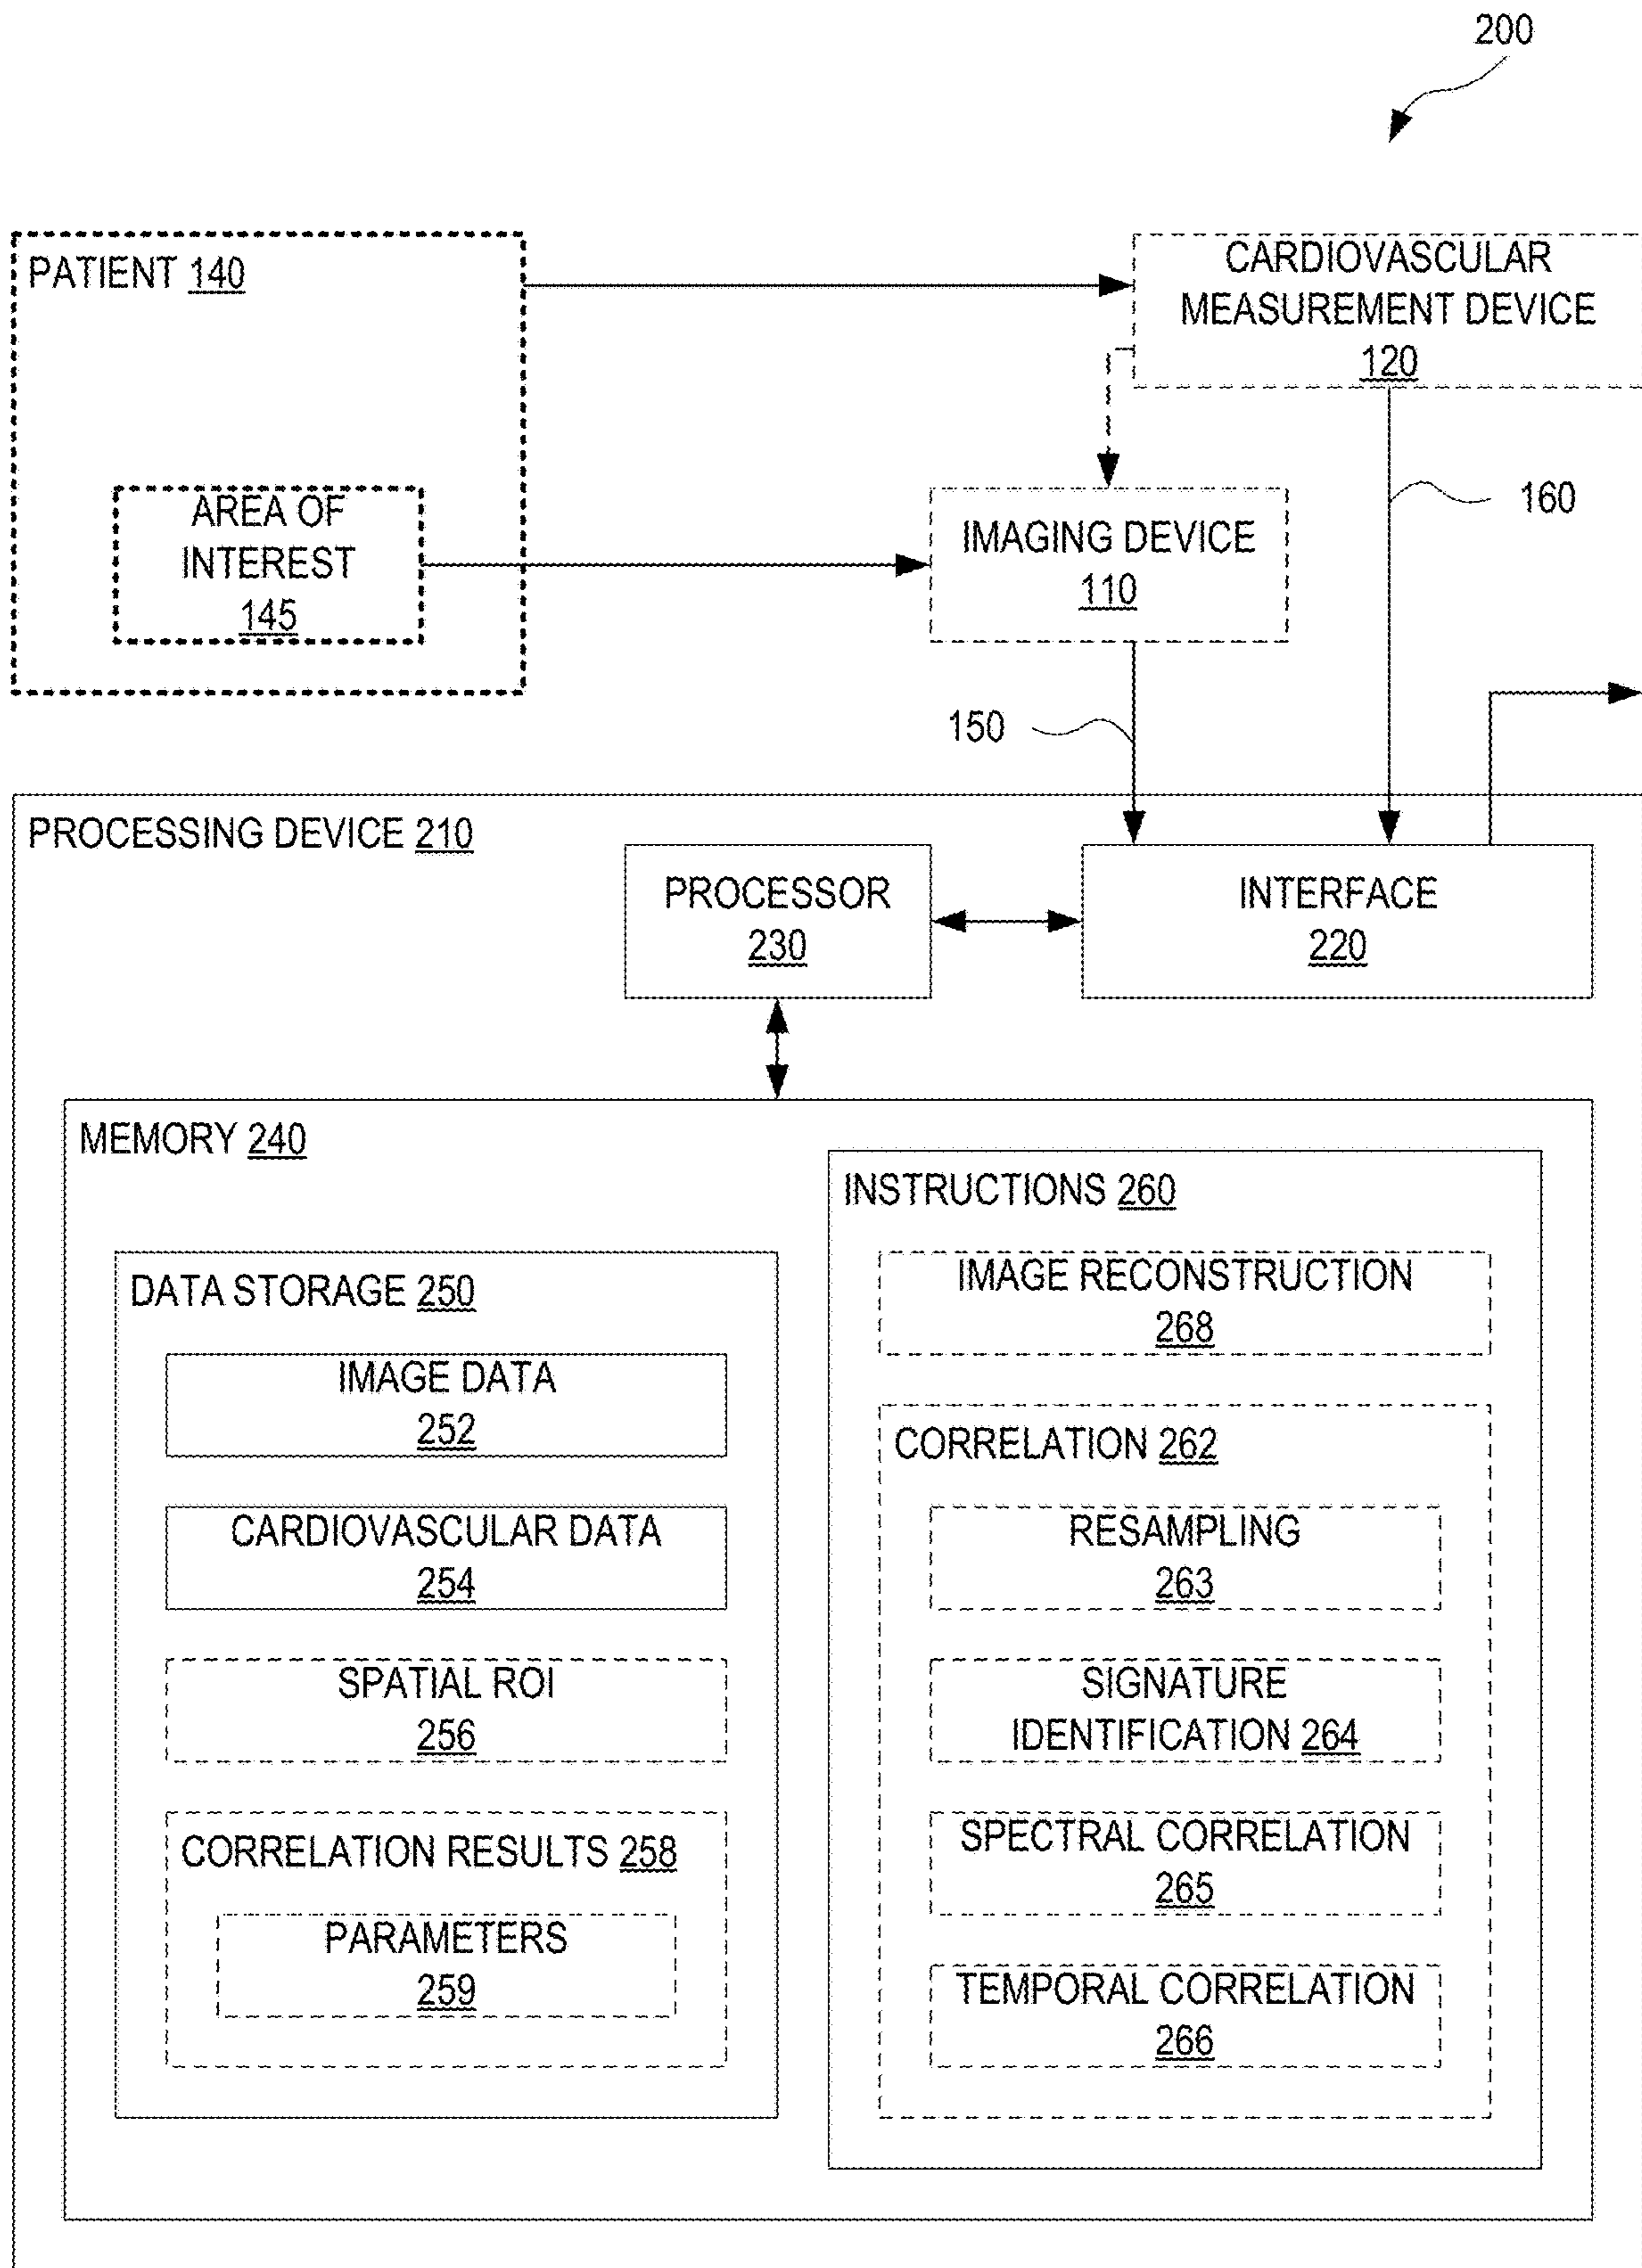 200
PATIENT 140
CARDIOVASCULAR
MEASUREMENT DEVICE
120
AREA OF
INTEREST
145
IMAGING DEVICE
110
160
150
PROCESSING DEVICE 210
PROCESSOR
230
INTERFACE
220
MEMORY 240
DATA STORAGE 250
IMAGE DATA
252
CARDIOVASCULAR DATA
254
SPATIAL ROI
256
CORRELATION RESULTS 258
PARAMETERS
259
INSTRUCTIONS 260
IMAGE RECONSTRUCTION
268
CORRELATION 262
RESAMPLING
263
SIGNATURE
IDENTIFICATION 264
SPECTRAL CORRELATION
265
TEMPORAL CORRELATION
266